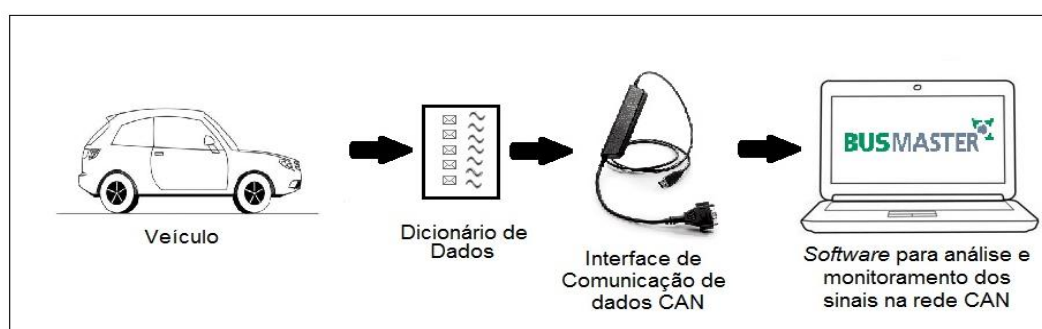 BUSMASTER
Veículo
Dicionário de
Dados
Interface de
Comunicação de
dados CAN
Software para análise e
monitoramento dos
sinais na rede CAN